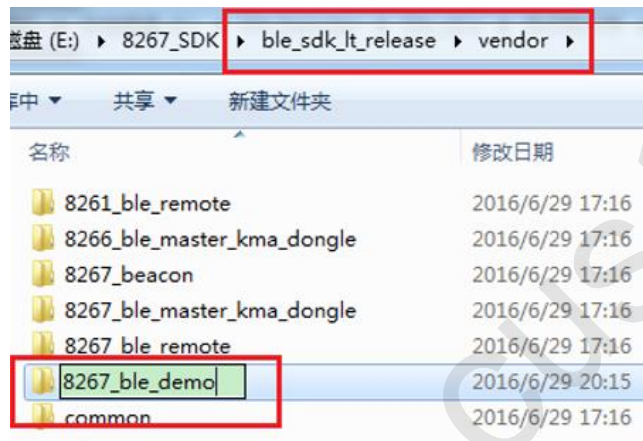 盘 (E:) ▸ 8267_SDK ▸ ble_sdk_lt_release ▸ vendor ▸
库中 ▾ 共享 ▾ 新建文件夹
名称 修改日期
8261_ble_remote 2016/6/29 17:16
8266_ble_master_kma_dongle 2016/6/29 17:16
8267_beacon 2016/6/29 17:16
8267_ble_master_kma_dongle 2016/6/29 17:16
8267_ble_remote 2016/6/29 17:16
8267_ble_demo 2016/6/29 20:15
common 2016/6/29 17:16